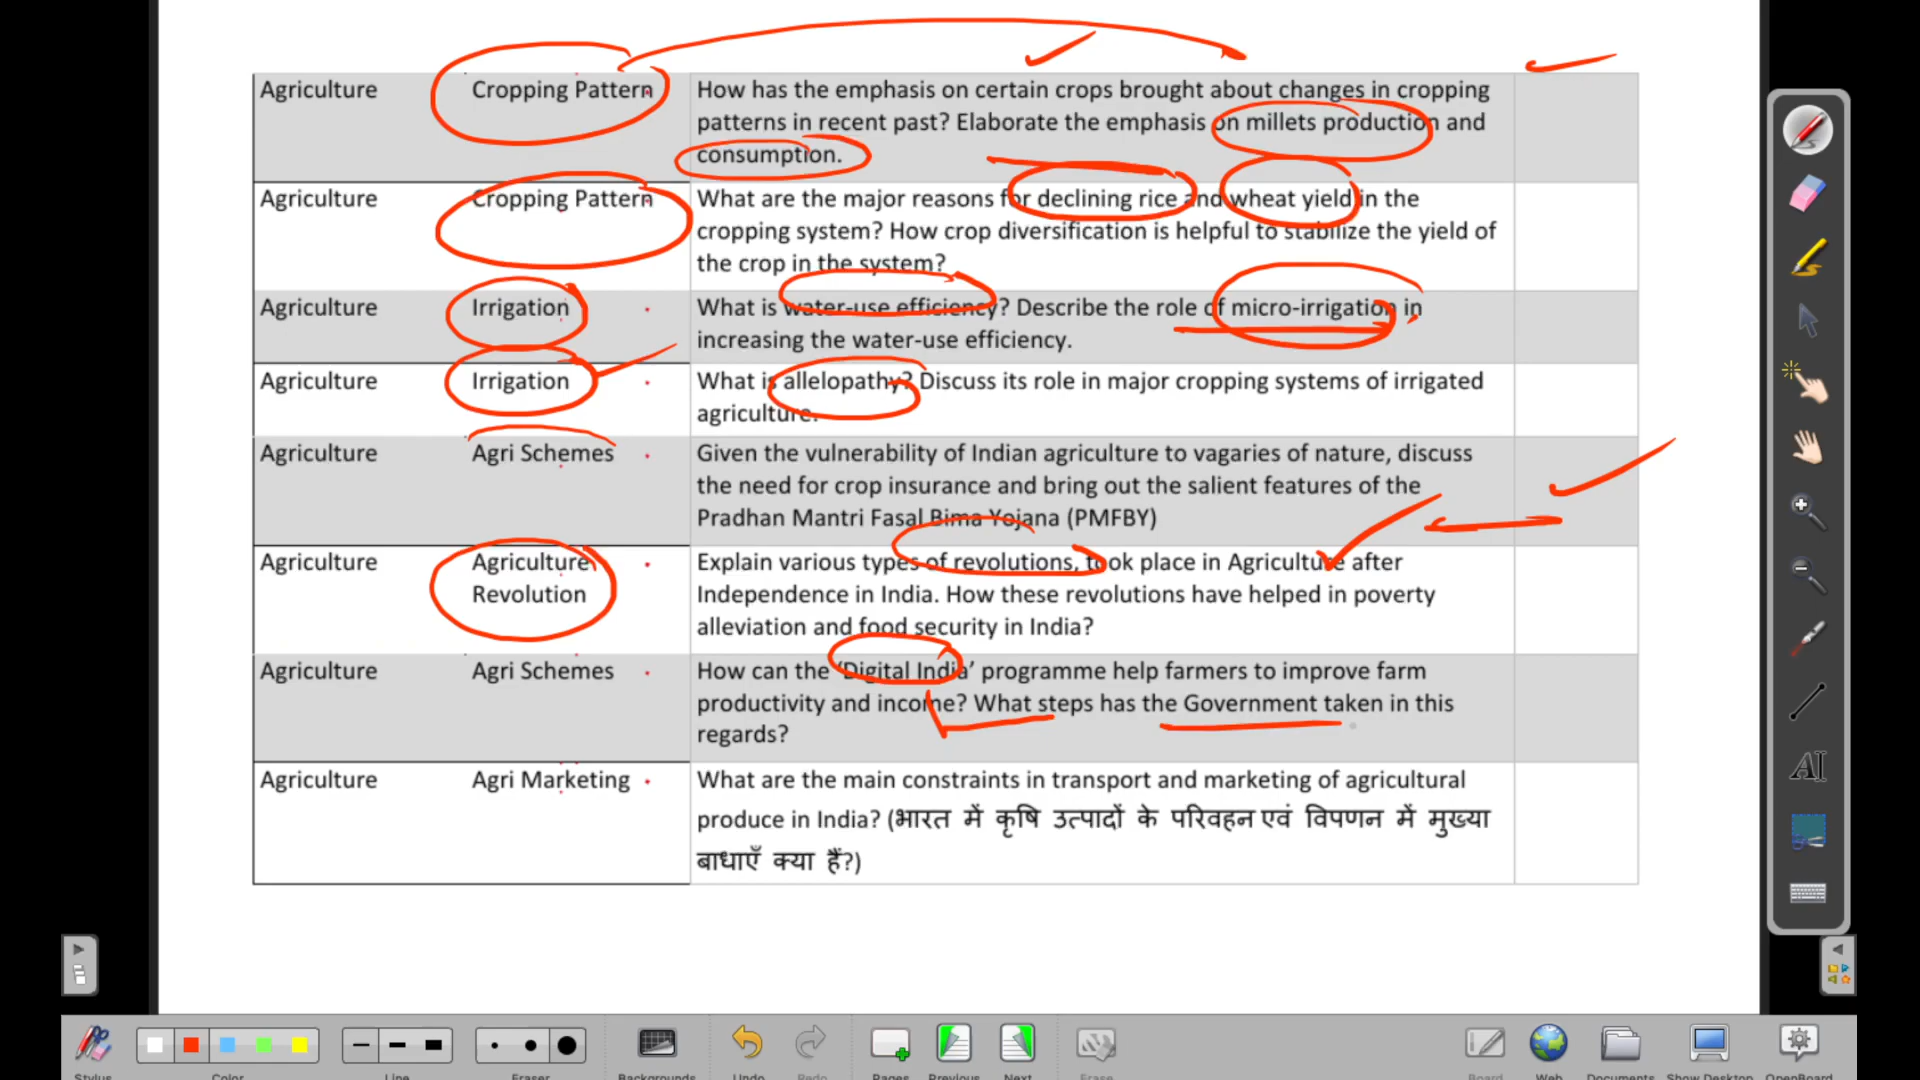 Agriculture Cropping Pattern How has the emphasis on certain crops brought about changes in cropping
patterns in recent past? Elaborate the emphasis on millets production and
consumption.
Agriculture Cropping Pattern What are the major reasons for declining rice and wheat yield in the
cropping system? How crop diversification is helpful to stabilize the yield of
the crop in the system?
Agriculture Irrigation What is water-use efficiency? Describe the role of micro-irrigation in
increasing the water-use efficiency.
Agriculture Irrigation What is allelopathy? Discuss its role in major cropping systems of irrigated
agriculture.
Agriculture Agri Schemes Given the vulnerability of Indian agriculture to vagaries of nature, discuss
the need for crop insurance and bring out the salient features of the
Pradhan Mantri Fasal Bima Yojana (PMFBY)
Agriculture Agriculture Explain various types of revolutions, took place in Agriculture after
Revolution Independence in India. How these revolutions have helped in poverty
alleviation and food security in India?
Agriculture Agri Schemes How can the ‘Digital India’ programme help farmers to improve farm
productivity and income? What steps has the Government taken in this
regards?
Agriculture Agri Marketing What are the main constraints in transport and marketing of agricultural
produce in India? (भारत में कृषि उत्पादों के परिवहन एवं विपणन में मुख्या
बाधाएँ क्या हैं?)
AI
Stylus Color Line Eraser Backgrounds Undo Redo Pages Previous Next Erase Board Web Documents Show Desktop OpenBoard